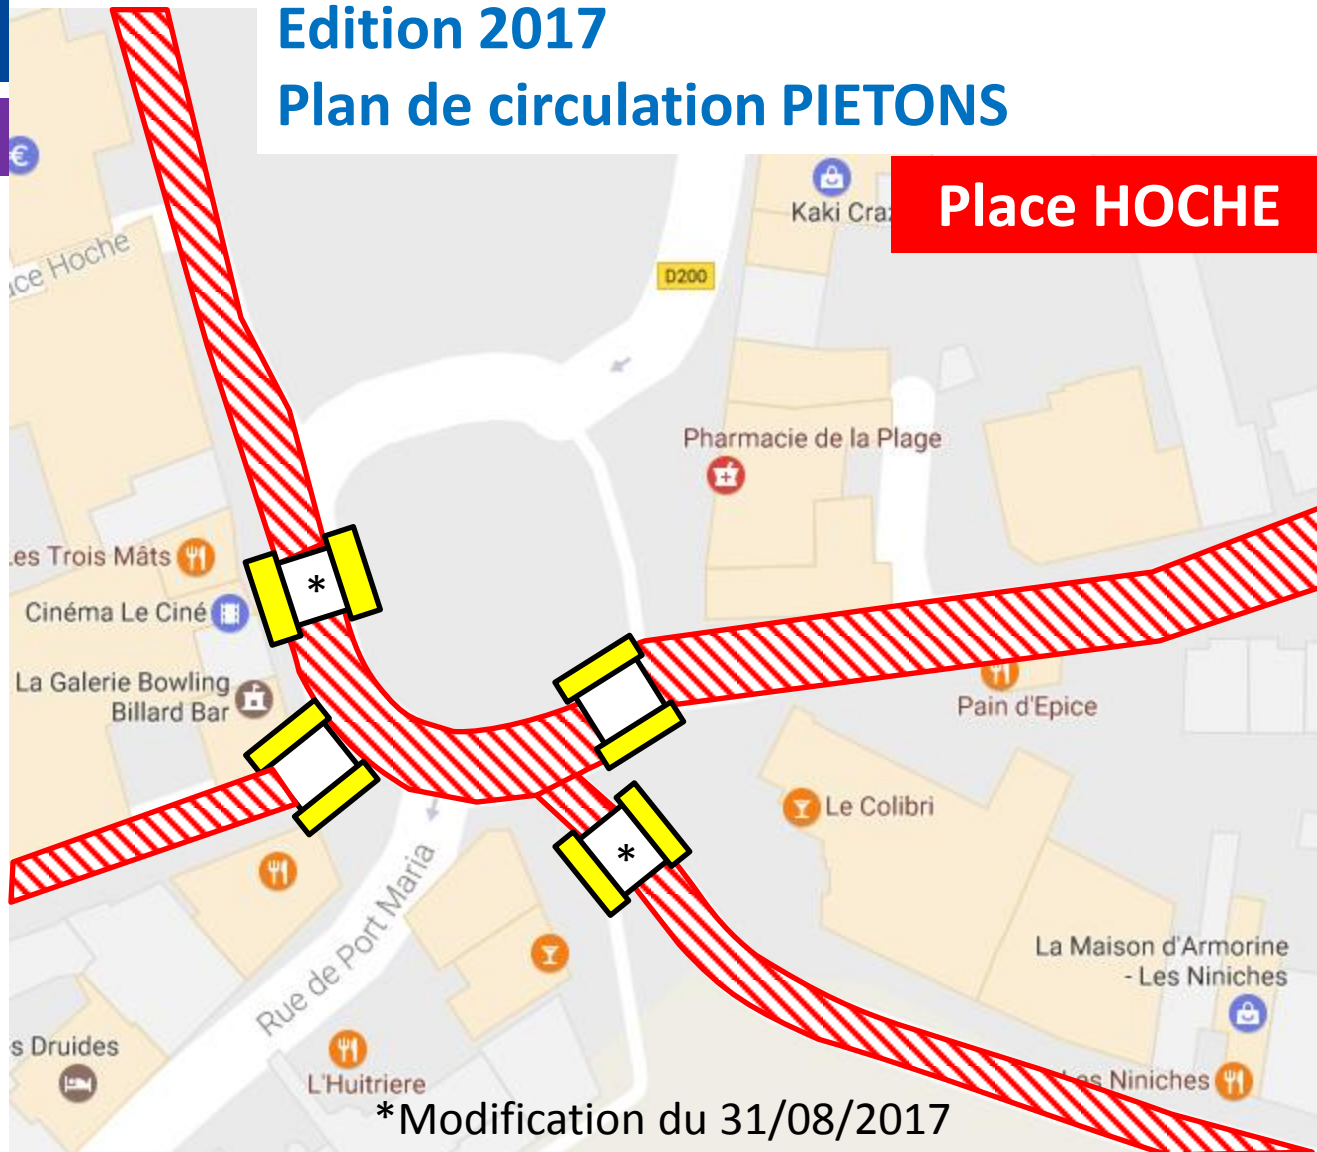 Edition 2017
Plan de circulation PIETONS
Place HOCHE
€
Kaki Craz
ce Hoche
D200
Pharmacie de la Plage
es Trois Mâts
*
Cinéma Le Ciné
La Galerie Bowling
Billard Bar
Pain d'Epice
Le Colibri
*
Rue de Port Maria
La Maison d'Armorine
- Les Niniches
s Druides
L'Huitriere
es Niniches
*Modification du 31/08/2017